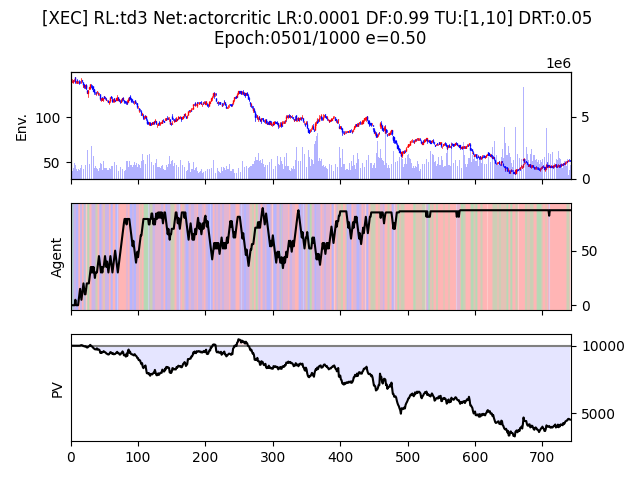 [XEC] RL:td3 Net:actorcritic LR:0.0001 DF:0.99 TU:[1,10] DRT:0.05
Epoch:0501/1000 e=0.50
1e6
Env.
100
50
5
0
Agent
50
0
PV
10000
5000
0 100 200 300 400 500 600 700